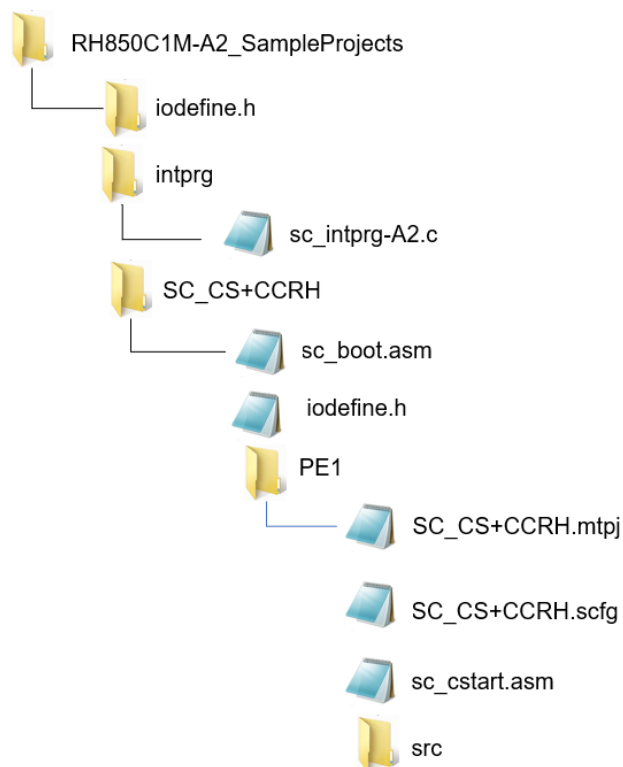 RH850C1M-A2_SampleProjects
iodefine.h
intprg
sc_intprg-A2.c
SC_CS+CCRH
sc_boot.asm
iodefine.h
PE1
SC_CS+CCRH.mtpj
SC_CS+CCRH.scfg
sc_cstart.asm
src